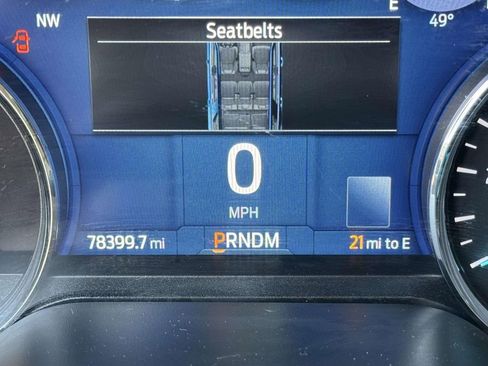 E
NW
Seatbelts
49°
0
MPH
78399.7 mi
PRNDM
21 mi to E